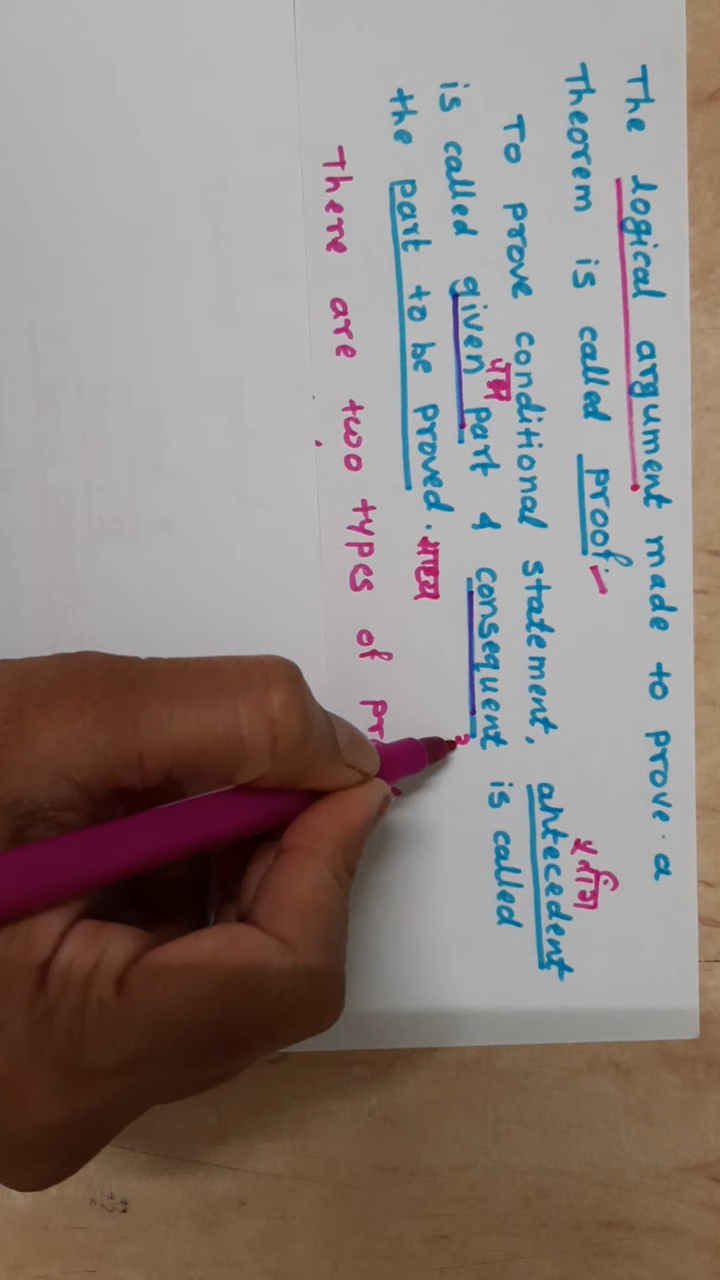 The logical argument made to prove a
Theorem is called proof.
To prove conditional statement, antecedent
पूर्वांग
is called given part & consequent is called
पक्ष
the part to be proved. साध्य
There are two types of